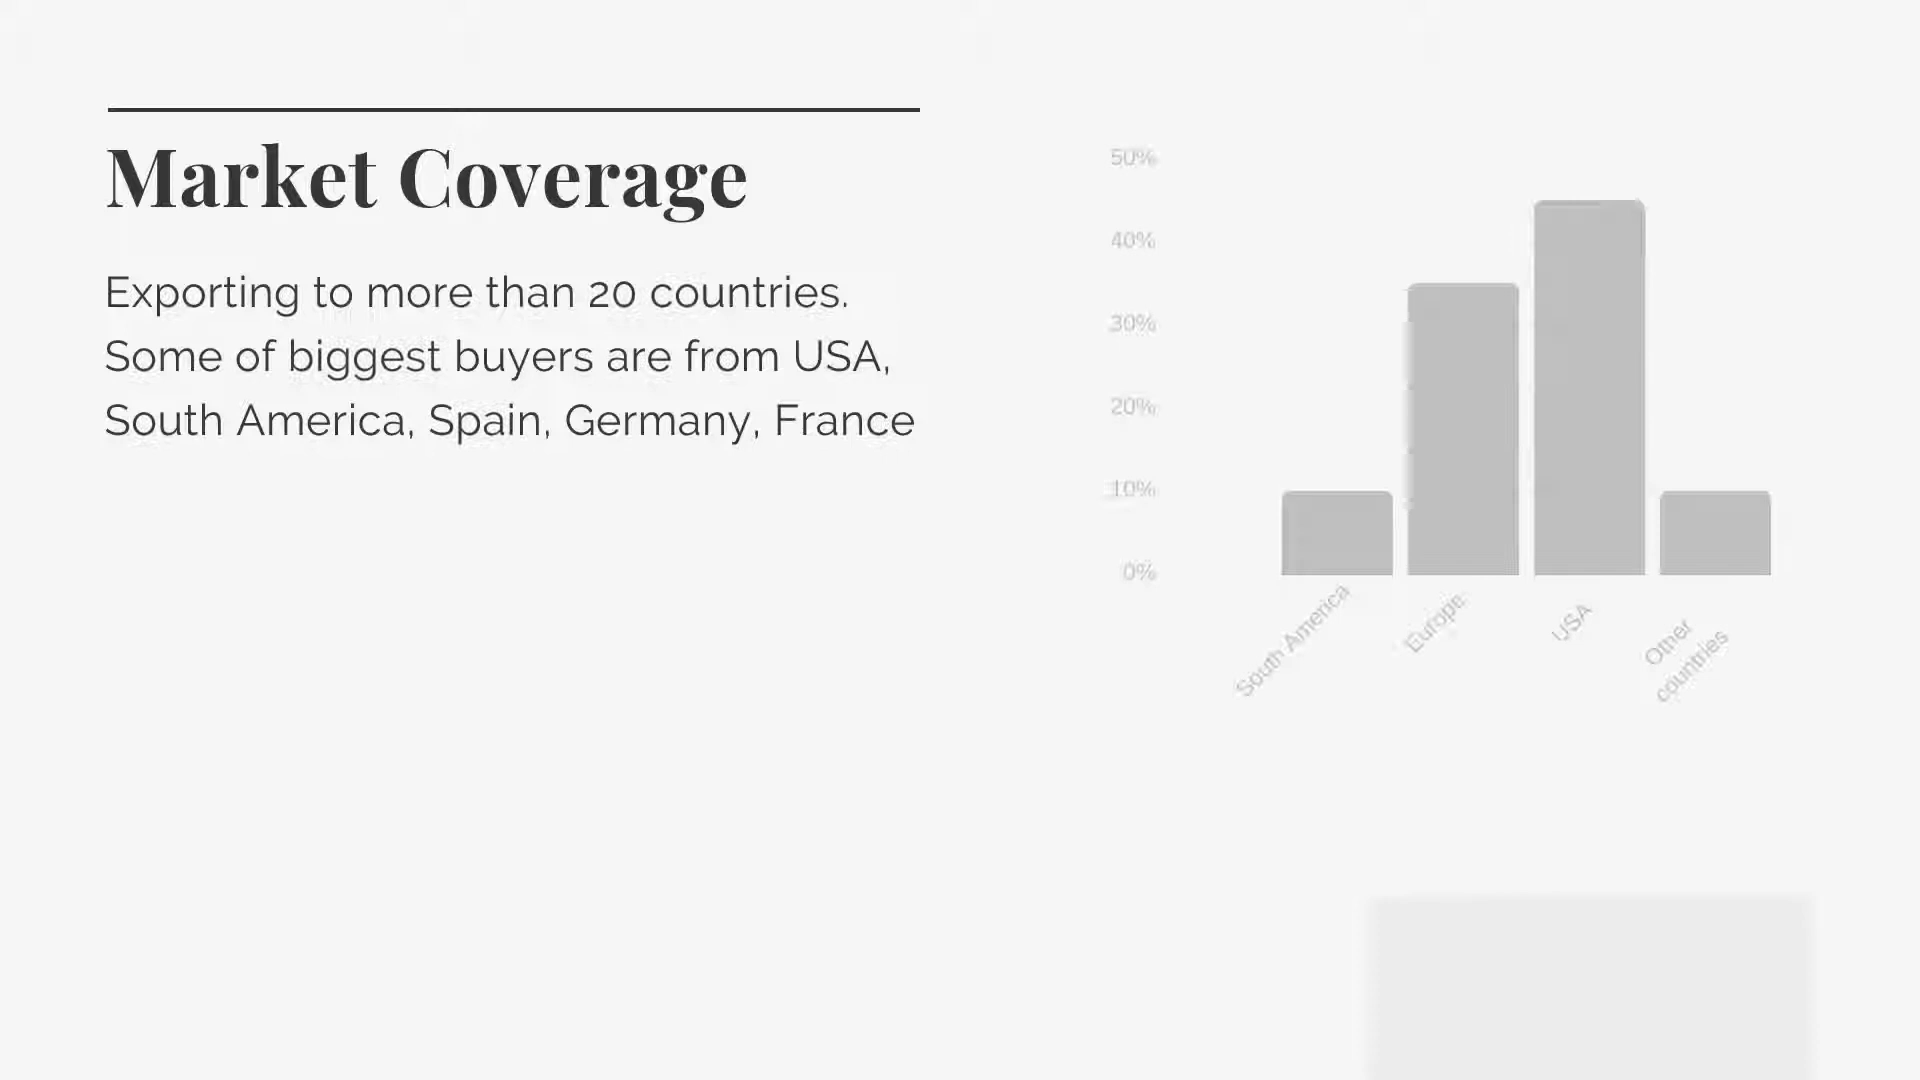 Market Coverage
Exporting to more than 20 countries.
Some of biggest buyers are from USA,
South America, Spain, Germany, France
50%
40%
30%
20%
10%
0%
South America
Europe
USA
Other
countries